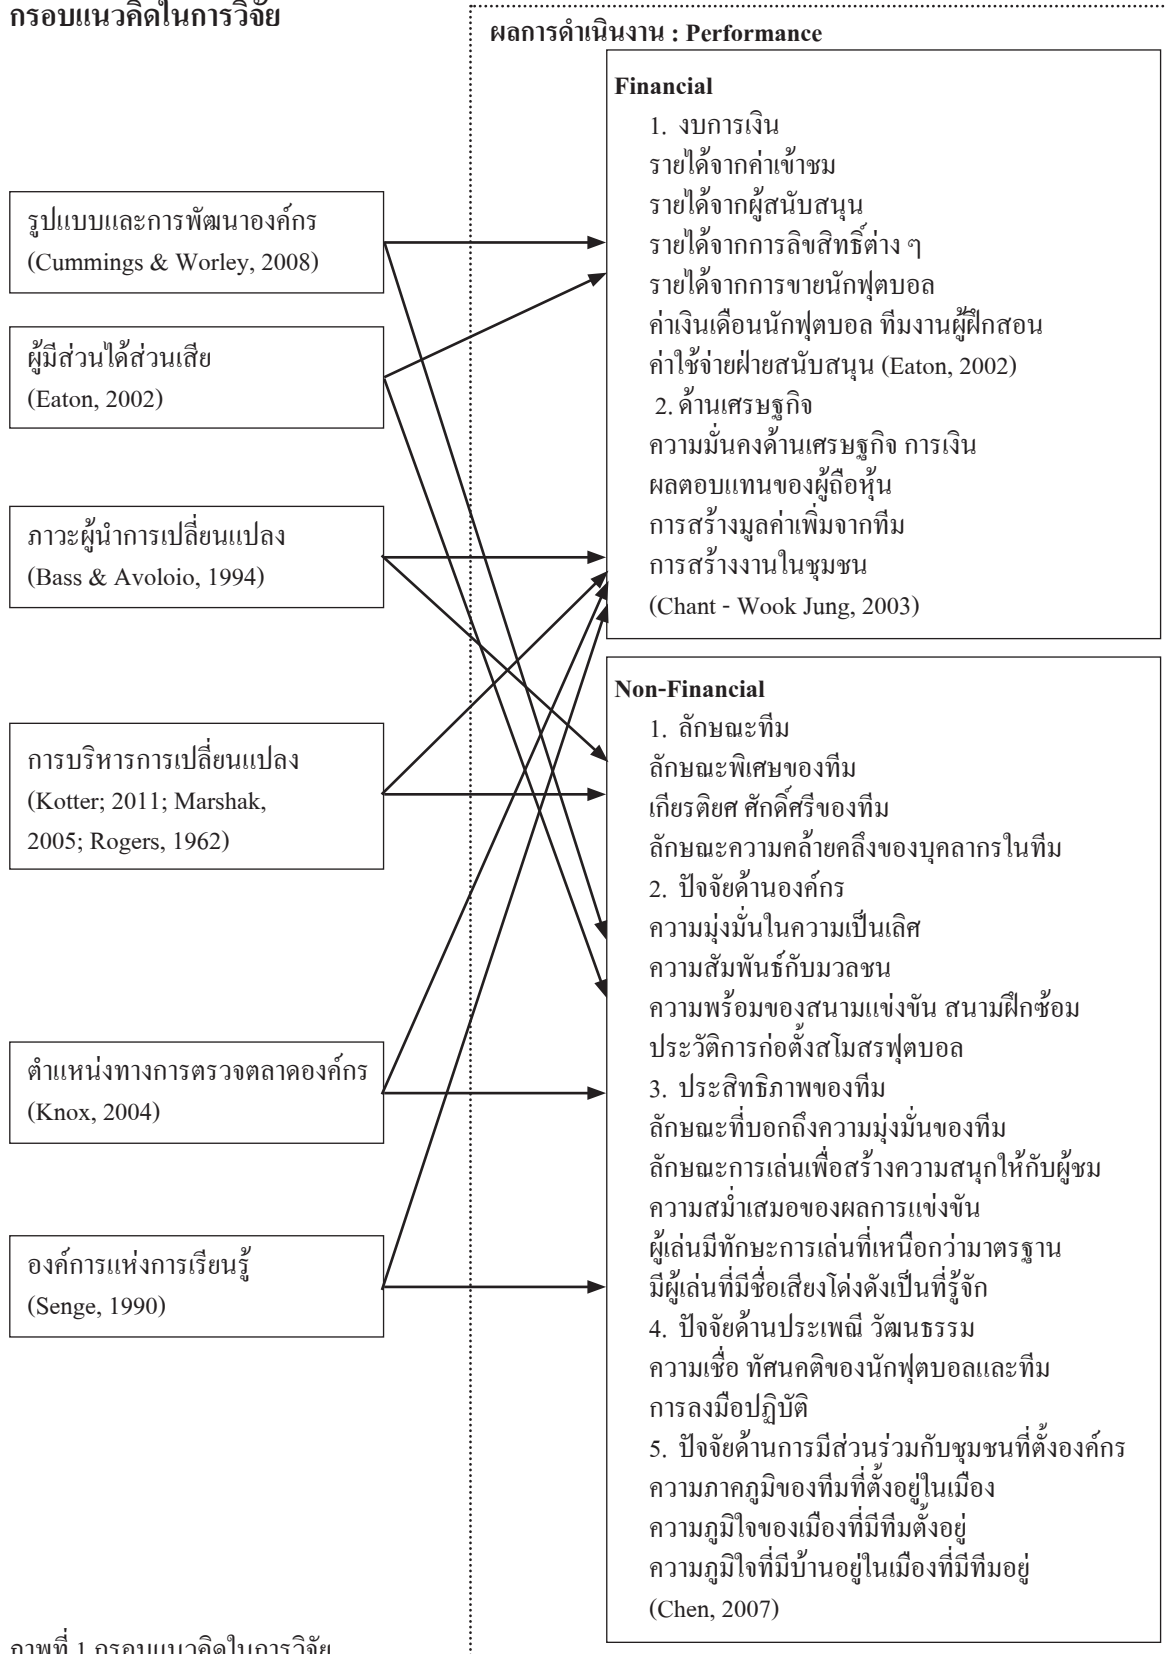 กรอบแนวคิดในการวิจัย
รูปแบบและการพัฒนาองค์กร
(Cummings & Worley, 2008)
ผู้มีส่วนได้ส่วนเสีย
(Eaton, 2002)
ภาวะผู้นำการเปลี่ยนแปลง
(Bass & Avoloio, 1994)
การบริหารการเปลี่ยนแปลง
(Kotter; 2011; Marshak,
2005; Rogers, 1962)
ตำแหน่งทางการตรวจตลาดองค์กร
(Knox, 2004)
องค์การแห่งการเรียนรู้
(Senge, 1990)
ผลการดำเนินงาน : Performance
Financial
1. งบการเงิน
รายได้จากค่าเข้าชม
รายได้จากผู้สนับสนุน
รายได้จากการลิขสิทธิ์ต่าง ๆ
รายได้จากการขายนักฟุตบอล
ค่าเงินเดือนนักฟุตบอล ทีมงานผู้ฝึกสอน
ค่าใช้จ่ายฝ่ายสนับสนุน (Eaton, 2002)
2. ด้านเศรษฐกิจ
ความมั่นคงด้านเศรษฐกิจ การเงิน
ผลตอบแทนของผู้ถือหุ้น
การสร้างมูลค่าเพิ่มจากทีม
การสร้างงานในชุมชน
(Chant - Wook Jung, 2003)
Non-Financial
1. ลักษณะทีม
ลักษณะพิเศษของทีม
เกียรติยศ ศักดิ์ศรีของทีม
ลักษณะความคล้ายคลึงของบุคลากรในทีม
2. ปัจจัยด้านองค์กร
ความมุ่งมั่นในความเป็นเลิศ
ความสัมพันธ์กับมวลชน
ความพร้อมของสนามแข่งขัน สนามฝึกซ้อม
ประวัติการก่อตั้งสโมสรฟุตบอล
3. ประสิทธิภาพของทีม
ลักษณะที่บอกถึงความมุ่งมั่นของทีม
ลักษณะการเล่นเพื่อสร้างความสนุกให้กับผู้ชม
ความสม่ำเสมอของผลการแข่งขัน
ผู้เล่นมีทักษะการเล่นที่เหนือกว่ามาตรฐาน
มีผู้เล่นที่มีชื่อเสียงโด่งดังเป็นที่รู้จัก
4. ปัจจัยด้านประเพณี วัฒนธรรม
ความเชื่อ ทัศนคติของนักฟุตบอลและทีม
การลงมือปฏิบัติ
5. ปัจจัยด้านการมีส่วนร่วมกับชุมชนที่ตั้งองค์กร
ความภาคภูมิของทีมที่ตั้งอยู่ในเมือง
ความภูมิใจของเมืองที่มีทีมตั้งอยู่
ความภูมิใจที่มีบ้านอยู่ในเมืองที่มีทีมอยู่
(Chen, 2007)
ภาพที่ 1 กรอบแนวคิดในการวิจัย